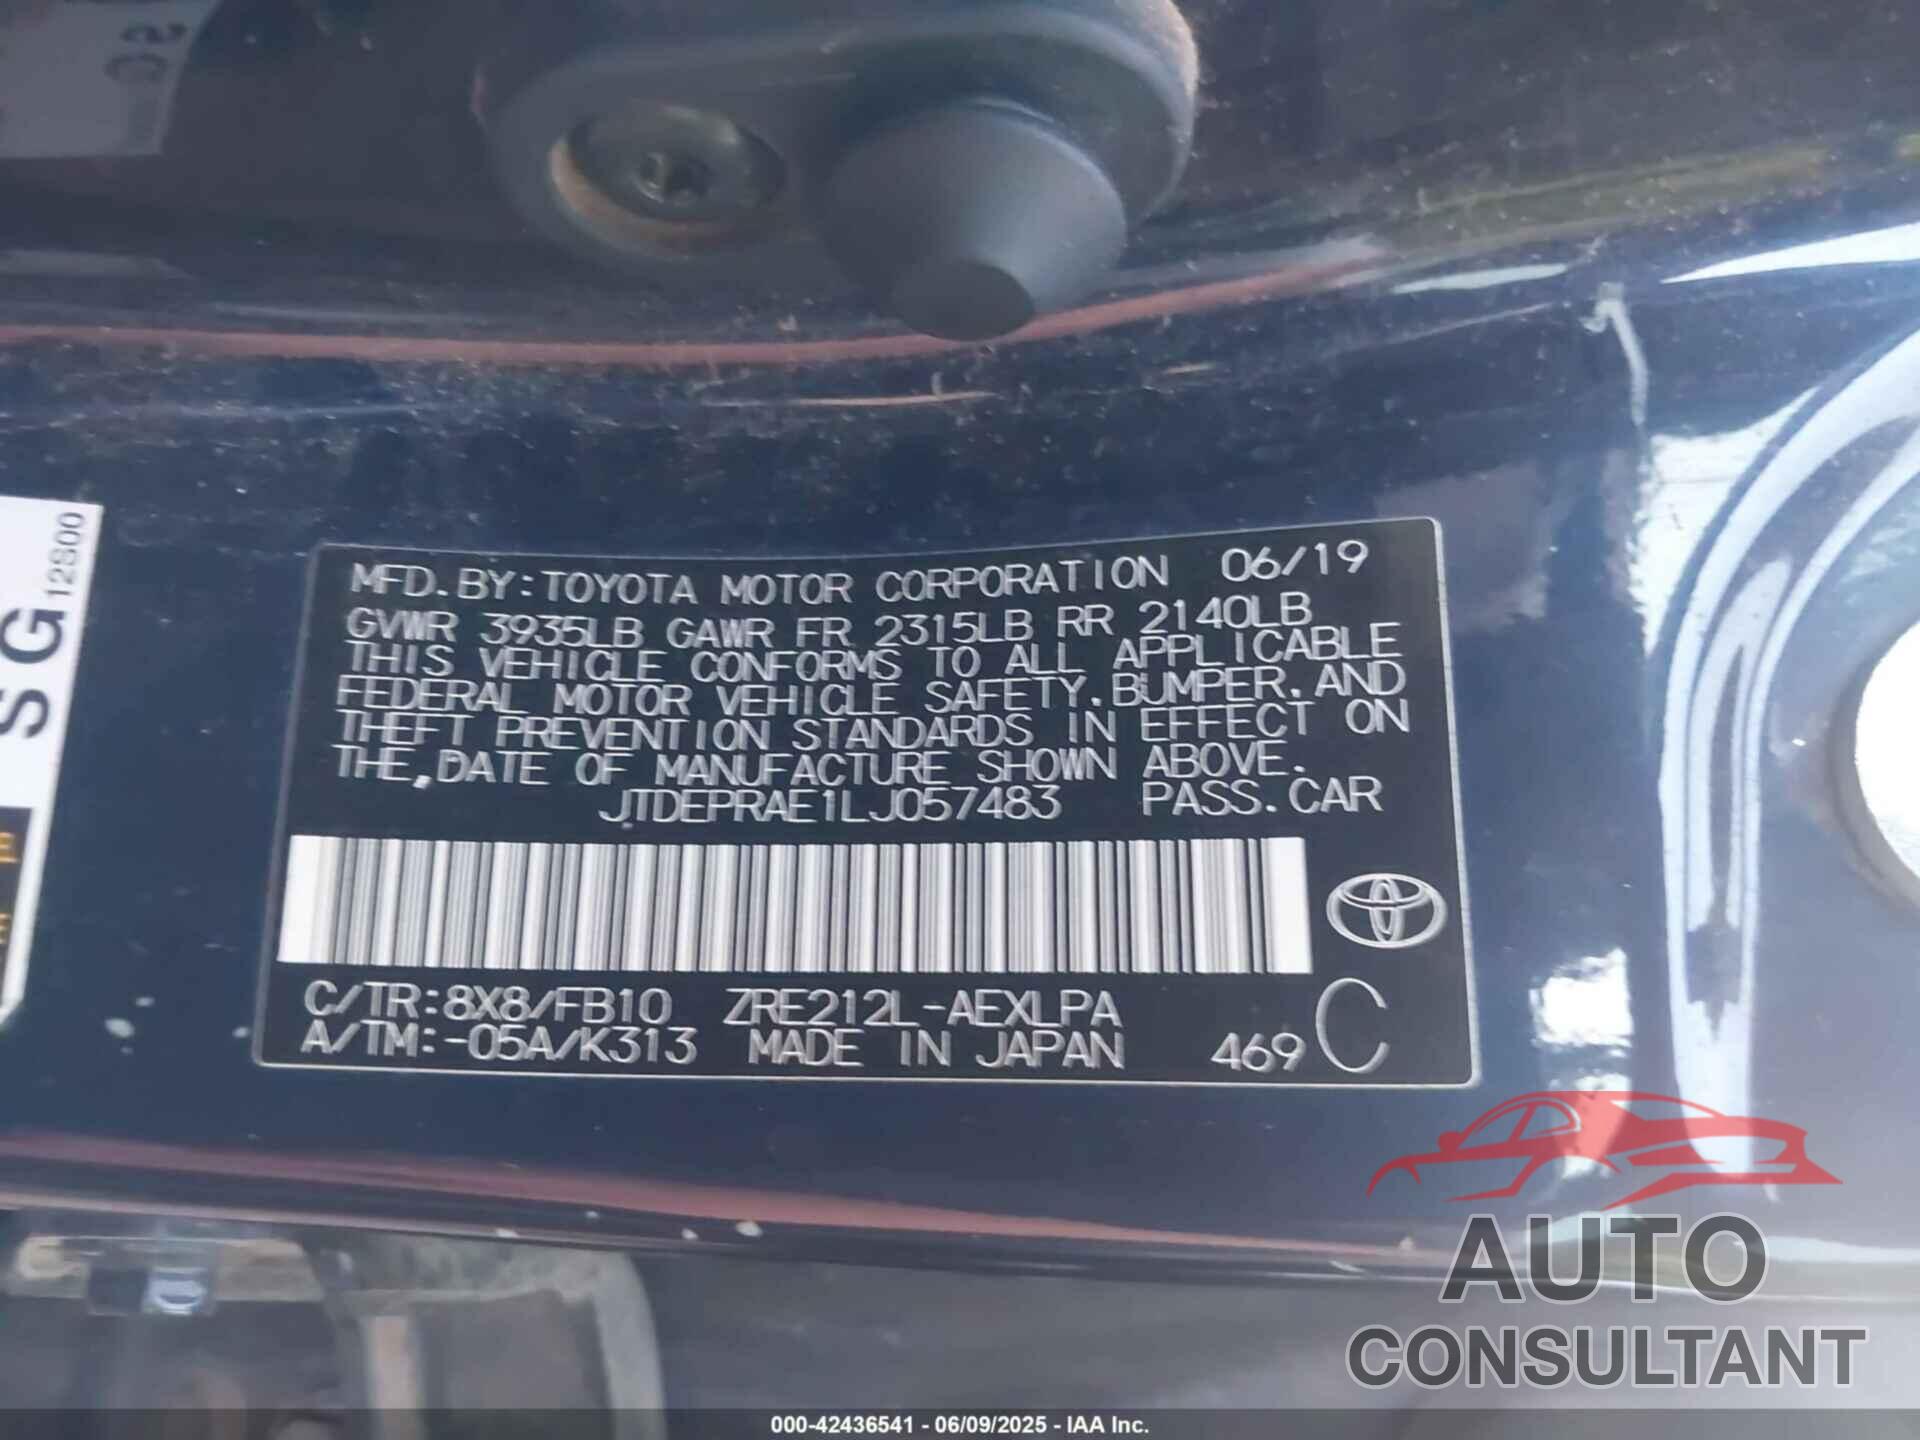 MFD.BY:TOYOTA MOTOR CORPORATION 06/19
GVWR 3935LB GAWR FR 2315LB RR 2140LB
THIS VEHICLE CONFORMS TO ALL APPLICABLE
FEDERAL MOTOR VEHICLE SAFETY,BUMPER,AND
THEFT PREVENTION STANDARDS IN EFFECT ON
THE,DATE OF MANUFACTURE SHOWN ABOVE.
JTDEPRAE1LJ057483 PASS.CAR
C/TR:8X8/FB10 ZRE212L-AEXLPA
A/TM:-05A/K313 MADE IN JAPAN 469 C
SG
12S00
AUTO
CONSULTANT
000-42436541 - 06/09/2025 - IAA Inc.